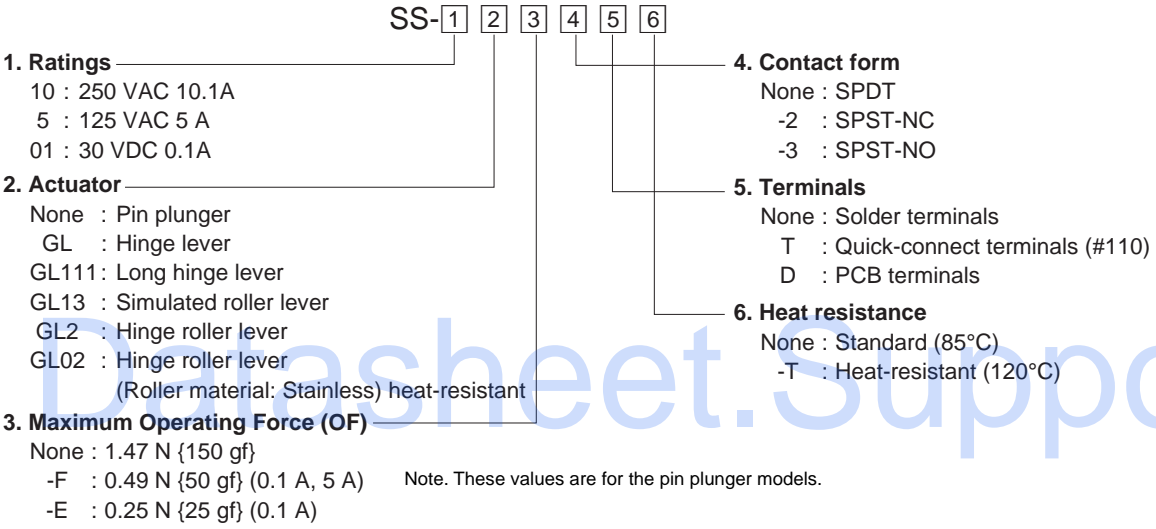 SS-1 2 3 4 5 6
1. Ratings
10 : 250 VAC 10.1A
5 : 125 VAC 5 A
01 : 30 VDC 0.1A
2. Actuator
None : Pin plunger
GL : Hinge lever
GL111 : Long hinge lever
GL13 : Simulated roller lever
GL2 : Hinge roller lever
GL02 : Hinge roller lever
(Roller material: Stainless) heat-resistant
3. Maximum Operating Force (OF)
None : 1.47 N {150 gf}
-F : 0.49 N {50 gf} (0.1 A, 5 A)
-E : 0.25 N {25 gf} (0.1 A)
Note. These values are for the pin plunger models.
4. Contact form
None : SPDT
-2 : SPST-NC
-3 : SPST-NO
5. Terminals
None : Solder terminals
T : Quick-connect terminals (#110)
D : PCB terminals
6. Heat resistance
None : Standard (85°C)
-T : Heat-resistant (120°C)
Datasheet.Suppo